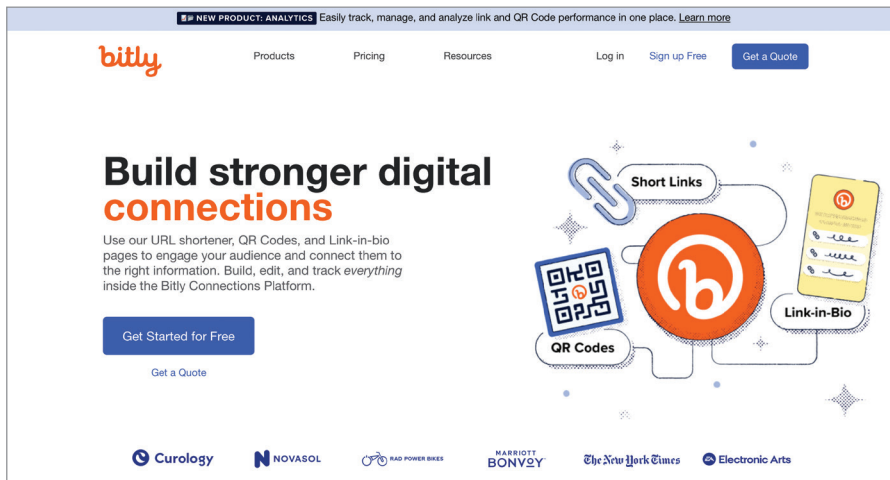 NEW PRODUCT: ANALYTICS Easily track, manage, and analyze link and QR Code performance in one place. Learn more
bitly Products Pricing Resources Log in Sign up Free Get a Quote
Build stronger digital
connections
Use our URL shortener, QR Codes, and Link-in-bio
pages to engage your audience and connect them to
the right information. Build, edit, and track everything
inside the Bitly Connections Platform.
Get Started for Free
Get a Quote
Short Links
b
Link-in-Bio
QR Codes
Curology NOVASOL RAD POWER BIKES MARRIOTT BONVOY The New York Times EA Electronic Arts